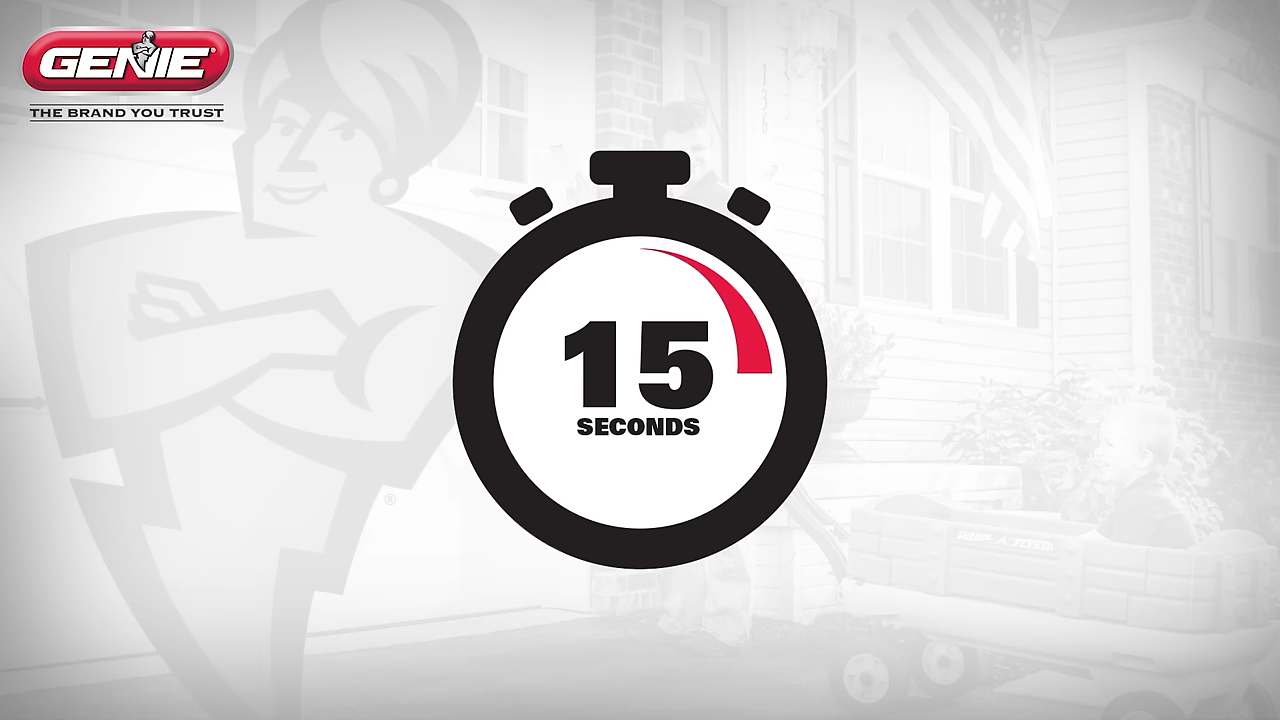 GENIE®
THE BRAND YOU TRUST
15
SECONDS
®